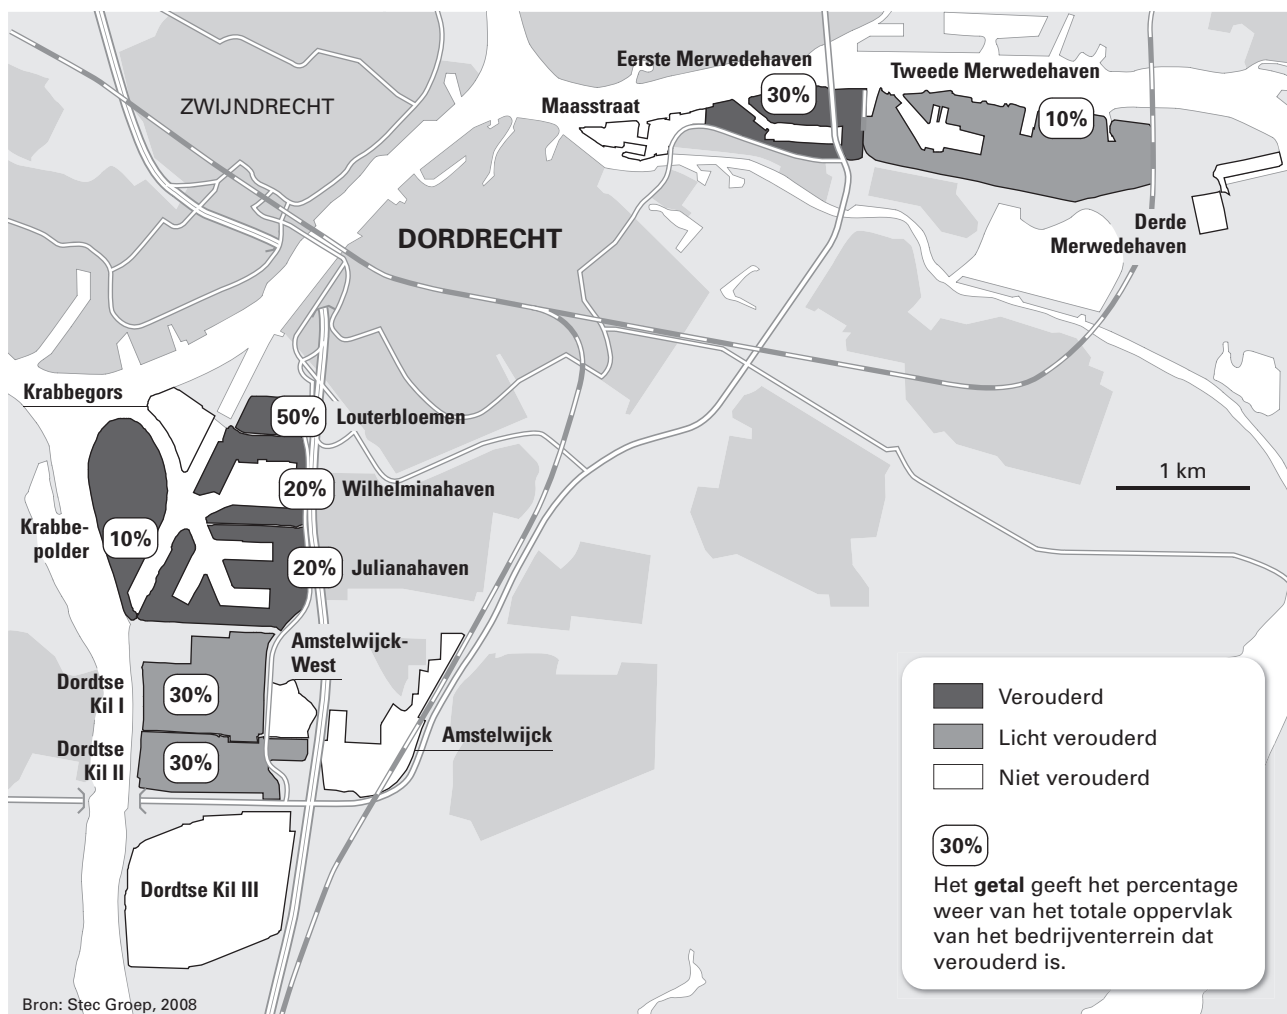 Eerste Merwedehaven
Tweede Merwedehaven
ZWIJNDRECHT
Maasstraat
30%
10%
DORDRECHT
Derde
Merwedehaven
Krabbegors
50%
Louterbloemen
1 km
20%
Wilhelminahaven
Krabbe-
polder
10%
20%
Julianahaven
Amstelwijck-
West
Dordtse
Kil I
30%
Amstelwijck
Dordtse
Kil II
30%
Dordtse Kil III
Verouderd
Licht verouderd
Niet verouderd
30%
Het getal geeft het percentage
weer van het totale oppervlak
van het bedrijventerrein dat
verouderd is.
Bron: Stec Groep, 2008